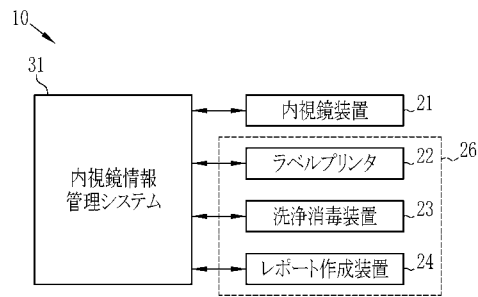 10
31
内視鏡情報
管理システム
内視鏡装置
21
ラベルプリンタ
22
26
洗浄消毒装置
23
レポート作成装置
24